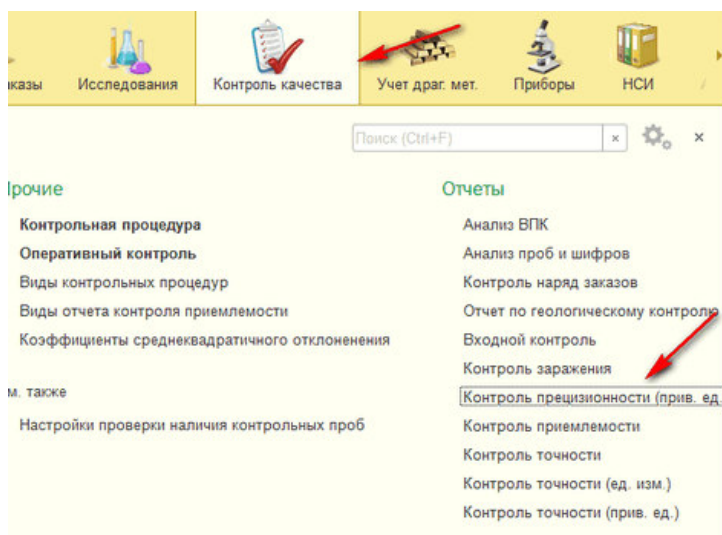 казы
Исследования
Контроль качества
Учет драг. мет.
Приборы
НСИ
Поиск (Ctrl+F)
Прочие
Контрольная процедура
Оперативный контроль
Виды контрольных процедур
Виды отчета контроля приемлемости
Коэффициенты среднеквадратичного отклоненения
м. также
Настройки проверки наличия контрольных проб
Отчеты
Анализ ВПК
Анализ проб и шифров
Контроль наряд заказов
Отчет по геологическому контролю
Входной контроль
Контроль заражения
Контроль прецизионности (прив. ед.
Контроль приемлемости
Контроль точности
Контроль точности (ед. изм.)
Контроль точности (прив. ед.)